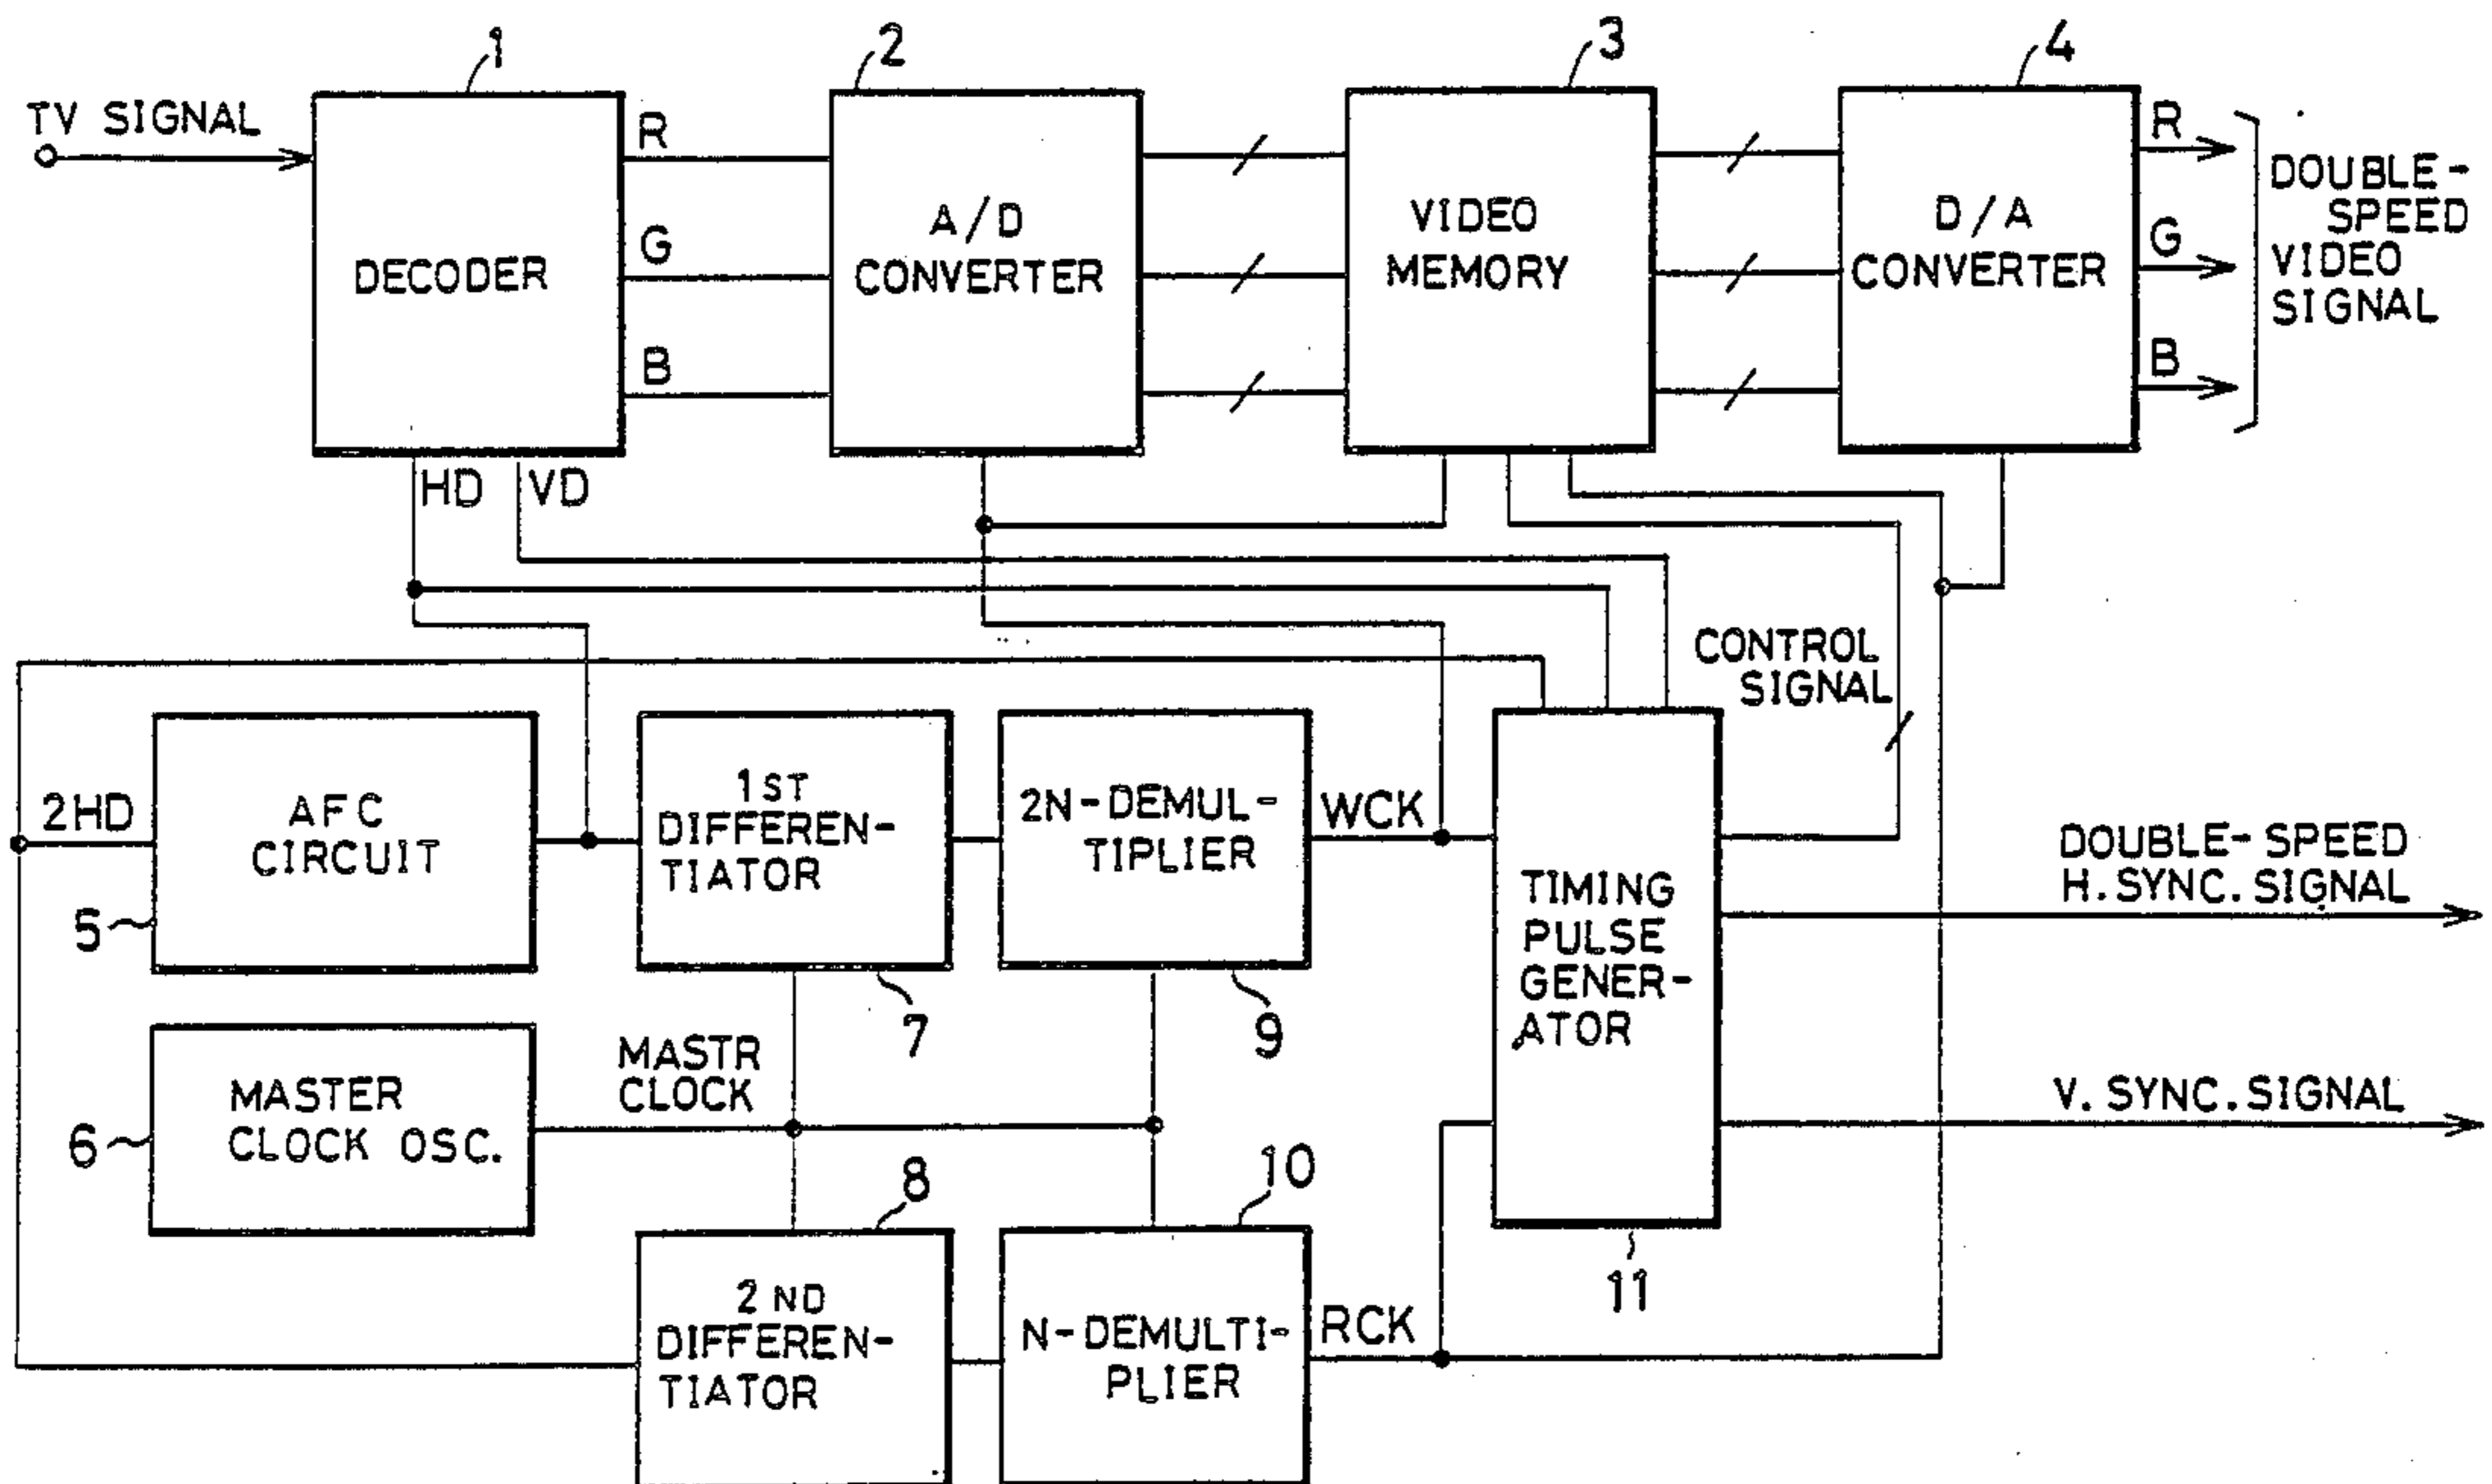 1
2
3
4
TV SIGNAL
DECODER
R
G
B
A/D
CONVERTER
VIDEO
MEMORY
D/A
CONVERTER
R
G
B
DOUBLE-
SPEED
VIDEO
SIGNAL
HD
VD
CONTROL
SIGNAL
2HD
AFC
CIRCUIT
5
1ST
DIFFEREN-
TIATOR
7
2N-DEMUL-
TIPLIER
9
WCK
TIMING
PULSE
GENER-
ATOR
11
DOUBLE-SPEED
H.SYNC.SIGNAL
V. SYNC.SIGNAL
MASTER
CLOCK OSC.
6
MASTR
CLOCK
8
2ND
DIFFEREN-
TIATOR
10
N-DEMULTI-
PLIER
RCK